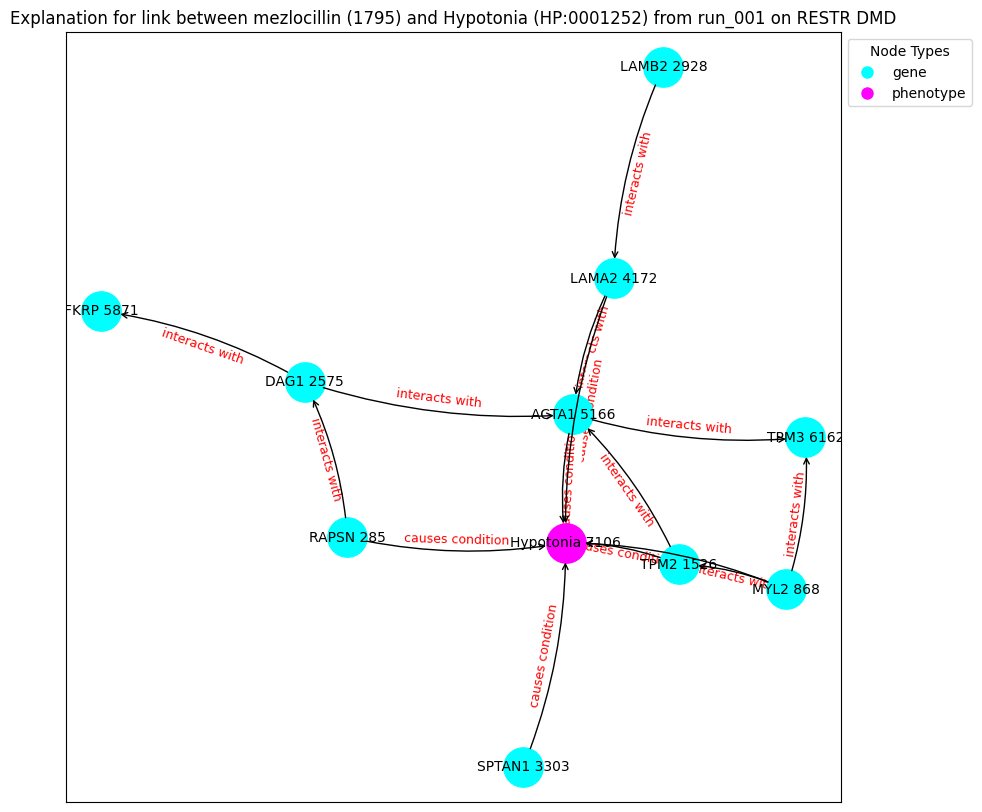 Explanation for link between mezlocillin (1795) and Hypotonia (HP:0001252) from run_001 on RESTR DMD
Node Types
gene
phenotype
LAMB2 2928
interacts with
LAMA2 4172
FKRP 5871
interacts with
interacts with
DAG1 2575
interacts with
condition
ACTA1 5166
interacts with
TPM3 6162
interacts with
interacts with
causes condition
interacts with
RAPSN 285
causes condition
Hypotonia 7106
causes condition
TPM2 1526
interacts with
MYL2 868
causes condition
SPTAN1 3303